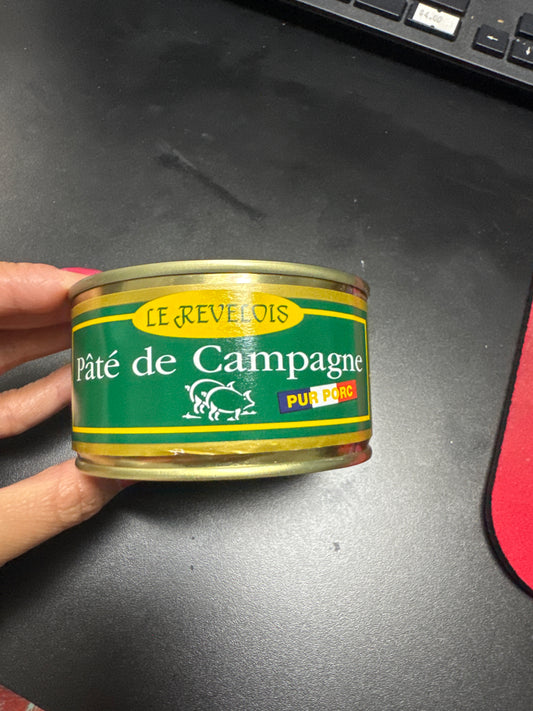 LE REVELOIS
Pâté de Campagne
PUR PORC